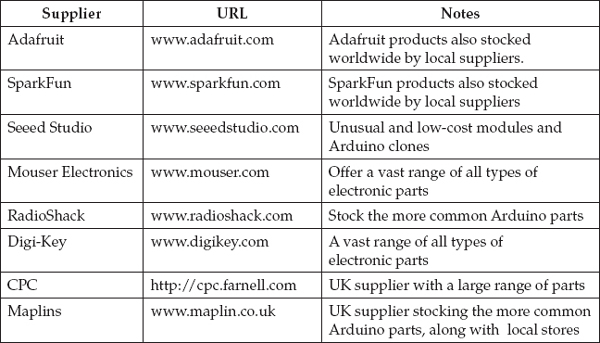 Supplier URL Notes
Adafruit www.adafruit.com Adafruit products also stocked
worldwide by local suppliers.
SparkFun www.sparkfun.com SparkFun products also stocked
worldwide by local suppliers
Seeed Studio www.seeedstudio.com Unusual and low-cost modules and
Arduino clones
Mouser Electronics www.mouser.com Offer a vast range of all types of
electronic parts
RadioShack www.radioshack.com Stock the more common Arduino parts
Digi-Key www.digikey.com A vast range of all types of
electronic parts
CPC http://cpc.farnell.com UK supplier with a large range of parts
Maplins www.maplin.co.uk UK supplier stocking the more common
Arduino parts, along with local stores